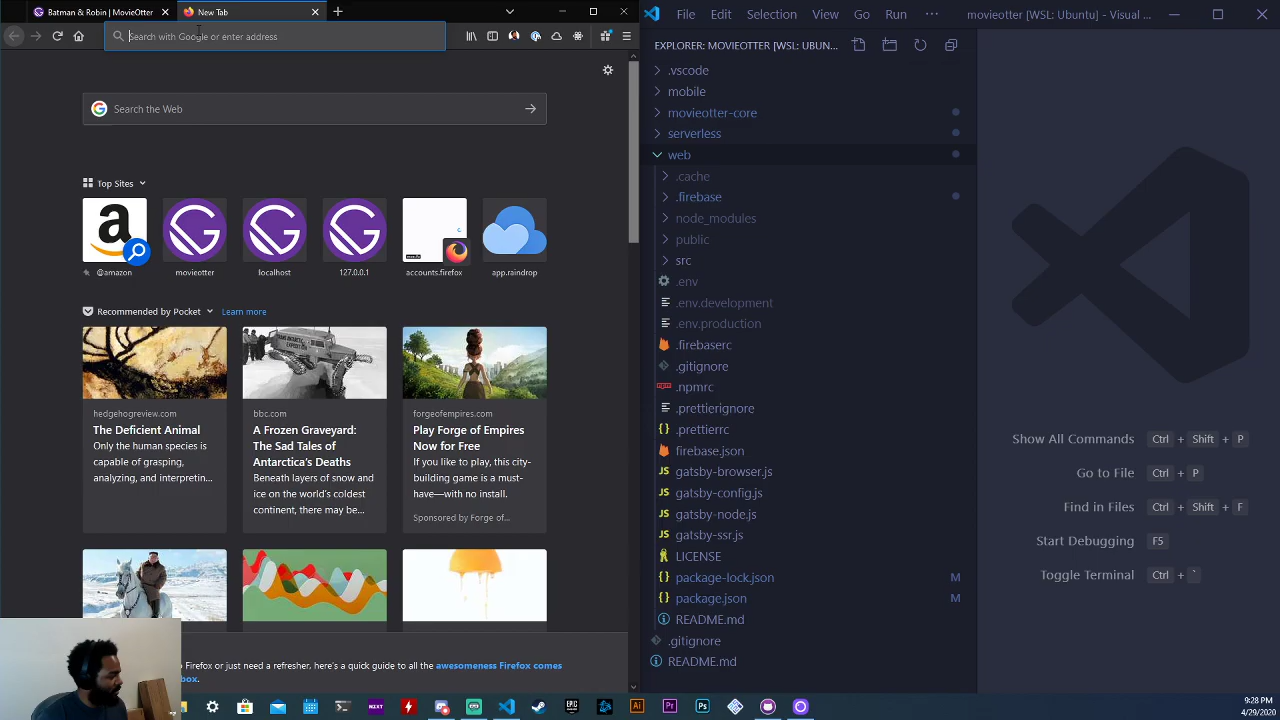 Batman & Robin | MovieOtter
New Tab
Search with Google or enter address
Search the Web
Top Sites
@amazon
movieotter
localhost
127.0.0.1
accounts.firefox
app.raindrop
Recommended by Pocket
Learn more
hedgehogreview.com
The Deficient Animal
Only the human species is
capable of grasping,
analyzing, and interpretin...
bbc.com
A Frozen Graveyard:
The Sad Tales of
Antarctica's Deaths
Beneath layers of snow and
ice on the world's coldest
continent, there may be...
forgeofempires.com
Play Forge of Empires
Now for Free
If you like to play, this city-
building game is a must-
have—with no install.
Sponsored by Forge of...
Firefox or just need a refresher, here's a quick guide to all the awesomeness Firefox comes
box.
File Edit Selection View Go Run
movieotter [WSL: Ubuntu] - Visual ...
EXPLORER: MOVIEOTTER [WSL: UBUN...
.vscode
mobile
movieotter-core
serverless
web
.cache
.firebase
node_modules
public
src
.env
.env.development
.env.production
.firebaserc
.gitignore
.npmrc
.prettierignore
.prettierrc
firebase.json
gatsby-browser.js
gatsby-config.js
gatsby-node.js
gatsby-ssr.js
LICENSE
package-lock.json M
package.json M
README.md
.gitignore
README.md
Show All Commands Ctrl + Shift + P
Go to File Ctrl + P
Find in Files Ctrl + Shift + F
Start Debugging F5
Toggle Terminal Ctrl + `
NZXT
EPIC
Ai
Pr
Ps
9:28 PM
4/29/2020